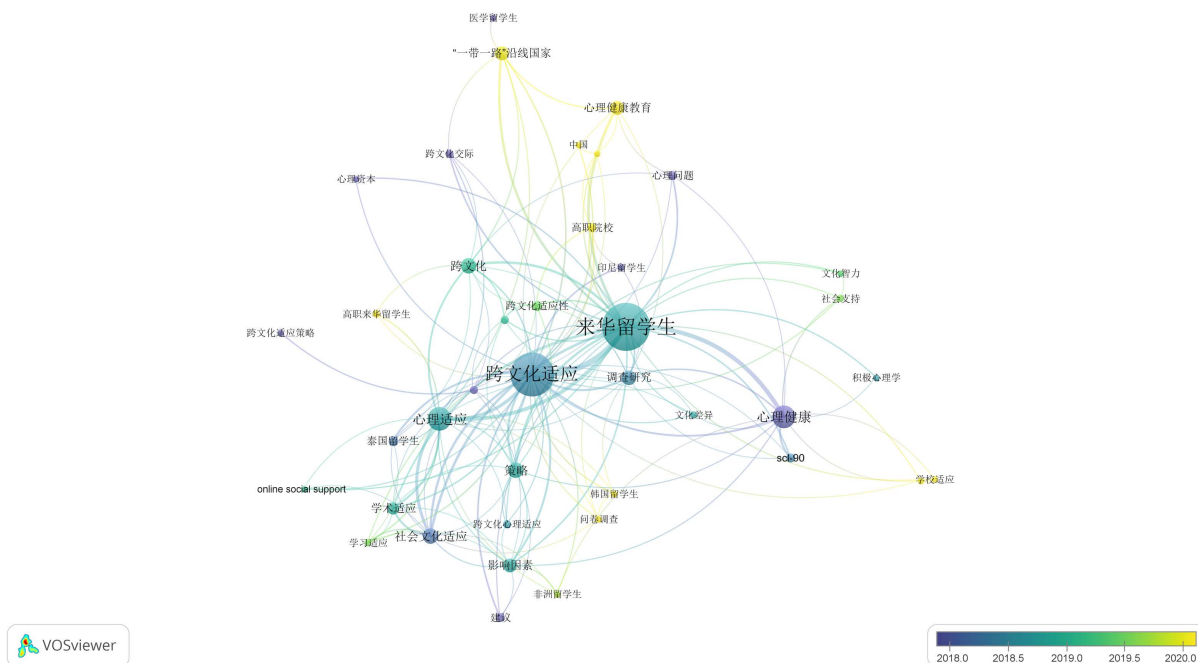 医学留学生
"一带一路"沿线国家
心理健康教育
中国
跨文化交际
心理资本
心理问题
高职院校
跨文化
印尼留学生
文化智力
社会支持
跨文化适应性
高职来华留学生
来华留学生
跨文化适应策略
跨文化适应
调查研究
积极心理学
心理适应
文化差异
心理健康
泰国留学生
scl-90
策略
学校适应
online social support
韩国留学生
学术适应
问卷调查
跨文化心理适应
社会文化适应
学习适应
影响因素
非洲留学生
建议
VOSviewer
2018.0 2018.5 2019.0 2019.5 2020.0